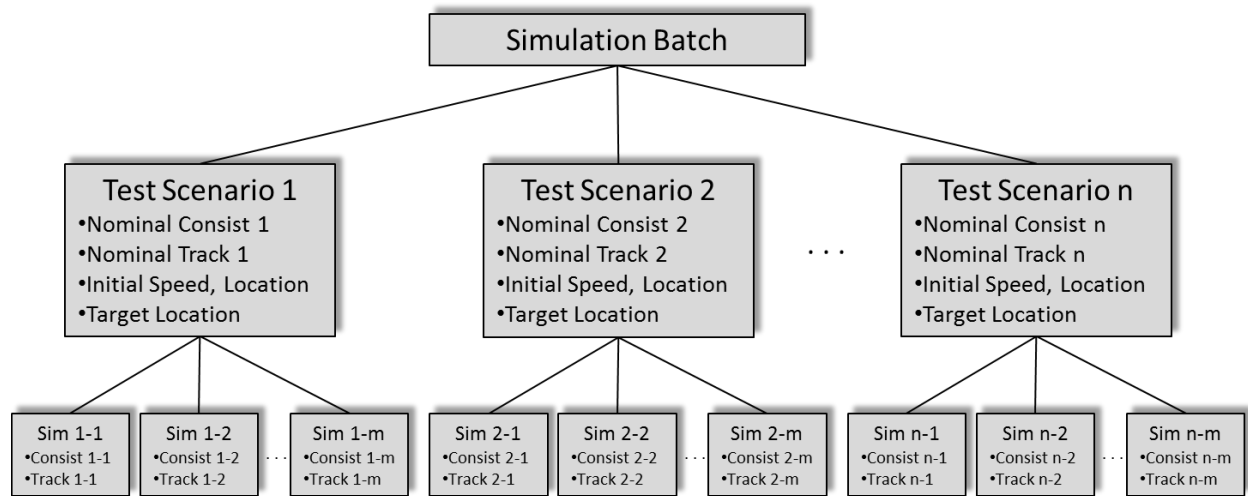 Simulation Batch
Test Scenario 1
•Nominal Consist 1
•Nominal Track 1
•Initial Speed, Location
•Target Location
Test Scenario 2
•Nominal Consist 2
•Nominal Track 2
•Initial Speed, Location
•Target Location
. . .
Test Scenario n
•Nominal Consist n
•Nominal Track n
•Initial Speed, Location
•Target Location
Sim 1-1
•Consist 1-1
•Track 1-1
Sim 1-2
•Consist 1-2
•Track 1-2
. . .
Sim 1-m
•Consist 1-m
•Track 1-m
Sim 2-1
•Consist 2-1
•Track 2-1
Sim 2-2
•Consist 2-2
•Track 2-2
. . .
Sim 2-m
•Consist 2-m
•Track 2-m
Sim n-1
•Consist n-1
•Track n-1
Sim n-2
•Consist n-2
•Track n-2
. . .
Sim n-m
•Consist n-m
•Track n-m